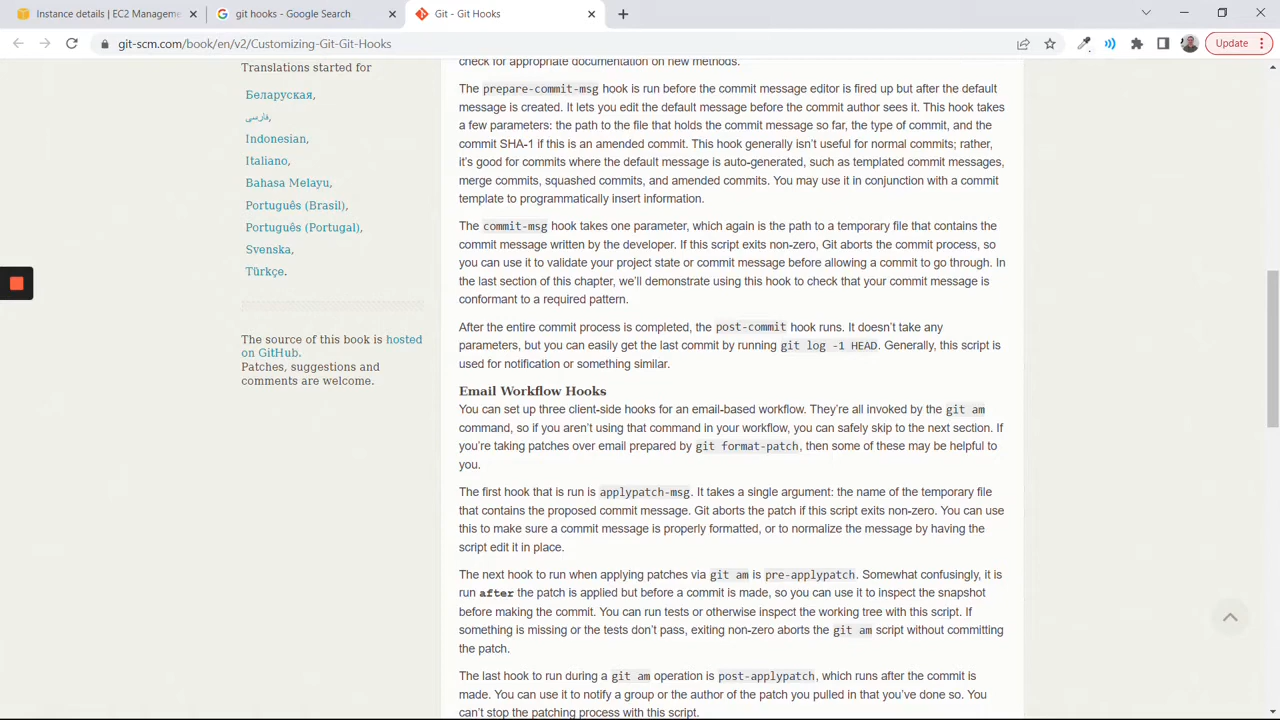 Instance details | EC2 Manageme
git hooks - Google Search
Git - Git Hooks
git-scm.com/book/en/v2/Customizing-Git-Git-Hooks
Update
Translations started for
Беларуская,
فارسی,
Indonesian,
Italiano,
Bahasa Melayu,
Português (Brasil),
Português (Portugal),
Svenska,
Türkçe.
The source of this book is hosted
on GitHub.
Patches, suggestions and
comments are welcome.
check for appropriate documentation on new methods.
The prepare-commit-msg hook is run before the commit message editor is fired up but after the default
message is created. It lets you edit the default message before the commit author sees it. This hook takes
a few parameters: the path to the file that holds the commit message so far, the type of commit, and the
commit SHA-1 if this is an amended commit. This hook generally isn't useful for normal commits; rather,
it's good for commits where the default message is auto-generated, such as templated commit messages,
merge commits, squashed commits, and amended commits. You may use it in conjunction with a commit
template to programmatically insert information.
The commit-msg hook takes one parameter, which again is the path to a temporary file that contains the
commit message written by the developer. If this script exits non-zero, Git aborts the commit process, so
you can use it to validate your project state or commit message before allowing a commit to go through. In
the last section of this chapter, we'll demonstrate using this hook to check that your commit message is
conformant to a required pattern.
After the entire commit process is completed, the post-commit hook runs. It doesn't take any
parameters, but you can easily get the last commit by running git log -1 HEAD. Generally, this script is
used for notification or something similar.
Email Workflow Hooks
You can set up three client-side hooks for an email-based workflow. They're all invoked by the git am
command, so if you aren't using that command in your workflow, you can safely skip to the next section. If
you're taking patches over email prepared by git format-patch, then some of these may be helpful to
you.
The first hook that is run is applypatch-msg. It takes a single argument: the name of the temporary file
that contains the proposed commit message. Git aborts the patch if this script exits non-zero. You can use
this to make sure a commit message is properly formatted, or to normalize the message by having the
script edit it in place.
The next hook to run when applying patches via git am is pre-applypatch. Somewhat confusingly, it is
run after the patch is applied but before a commit is made, so you can use it to inspect the snapshot
before making the commit. You can run tests or otherwise inspect the working tree with this script. If
something is missing or the tests don't pass, exiting non-zero aborts the git am script without committing
the patch.
The last hook to run during a git am operation is post-applypatch, which runs after the commit is
made. You can use it to notify a group or the author of the patch you pulled in that you've done so. You
can't stop the patching process with this script.